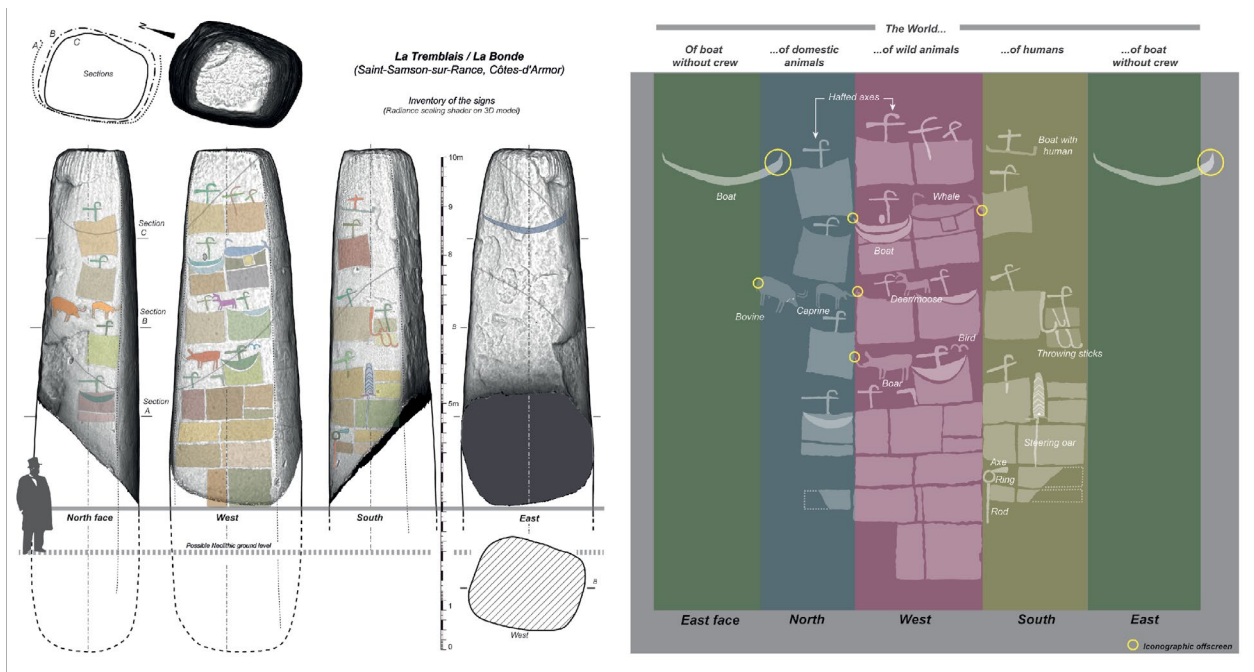 A
B
C
Sections
N
La Tremblais / La Bonde
(Saint-Samson-sur-Rance, Côtes-d'Armor)
Inventory of the signs
(Radiance scaling shader on 3D model)
Section
C
Section
B
Section
A
10m
9
8
B
5m
1
0
B
North face
West
South
East
Possible Neolithic ground level
West
The World...
Of boat
without crew
...of domestic
animals
...of wild animals
...of humans
...of boat
without crew
Hafted axes
Boat with
human
Boat
Whale
Boat
Boat
Bovine
Caprine
Deer/moose
Bird
Boar
Throwing sticks
Steering oar
Axe
Ring
Rod
East face
North
West
South
East
Iconographic offscreen